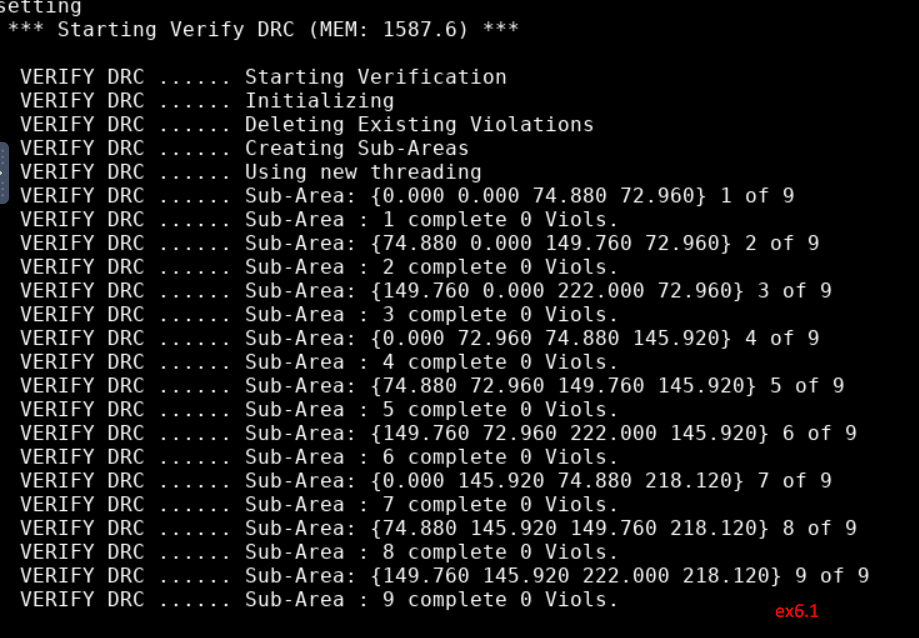 setting
*** Starting Verify DRC (MEM: 1587.6) ***
VERIFY DRC ...... Starting Verification
VERIFY DRC ...... Initializing
VERIFY DRC ...... Deleting Existing Violations
VERIFY DRC ...... Creating Sub-Areas
VERIFY DRC ...... Using new threading
VERIFY DRC ...... Sub-Area: {0.000 0.000 74.880 72.960} 1 of 9
VERIFY DRC ...... Sub-Area : 1 complete 0 Viols.
VERIFY DRC ...... Sub-Area: {74.880 0.000 149.760 72.960} 2 of 9
VERIFY DRC ...... Sub-Area : 2 complete 0 Viols.
VERIFY DRC ...... Sub-Area: {149.760 0.000 222.000 72.960} 3 of 9
VERIFY DRC ...... Sub-Area : 3 complete 0 Viols.
VERIFY DRC ...... Sub-Area: {0.000 72.960 74.880 145.920} 4 of 9
VERIFY DRC ...... Sub-Area : 4 complete 0 Viols.
VERIFY DRC ...... Sub-Area: {74.880 72.960 149.760 145.920} 5 of 9
VERIFY DRC ...... Sub-Area : 5 complete 0 Viols.
VERIFY DRC ...... Sub-Area: {149.760 72.960 222.000 145.920} 6 of 9
VERIFY DRC ...... Sub-Area : 6 complete 0 Viols.
VERIFY DRC ...... Sub-Area: {0.000 145.920 74.880 218.120} 7 of 9
VERIFY DRC ...... Sub-Area : 7 complete 0 Viols.
VERIFY DRC ...... Sub-Area: {74.880 145.920 149.760 218.120} 8 of 9
VERIFY DRC ...... Sub-Area : 8 complete 0 Viols.
VERIFY DRC ...... Sub-Area: {149.760 145.920 222.000 218.120} 9 of 9
VERIFY DRC ...... Sub-Area : 9 complete 0 Viols.
ex6.1